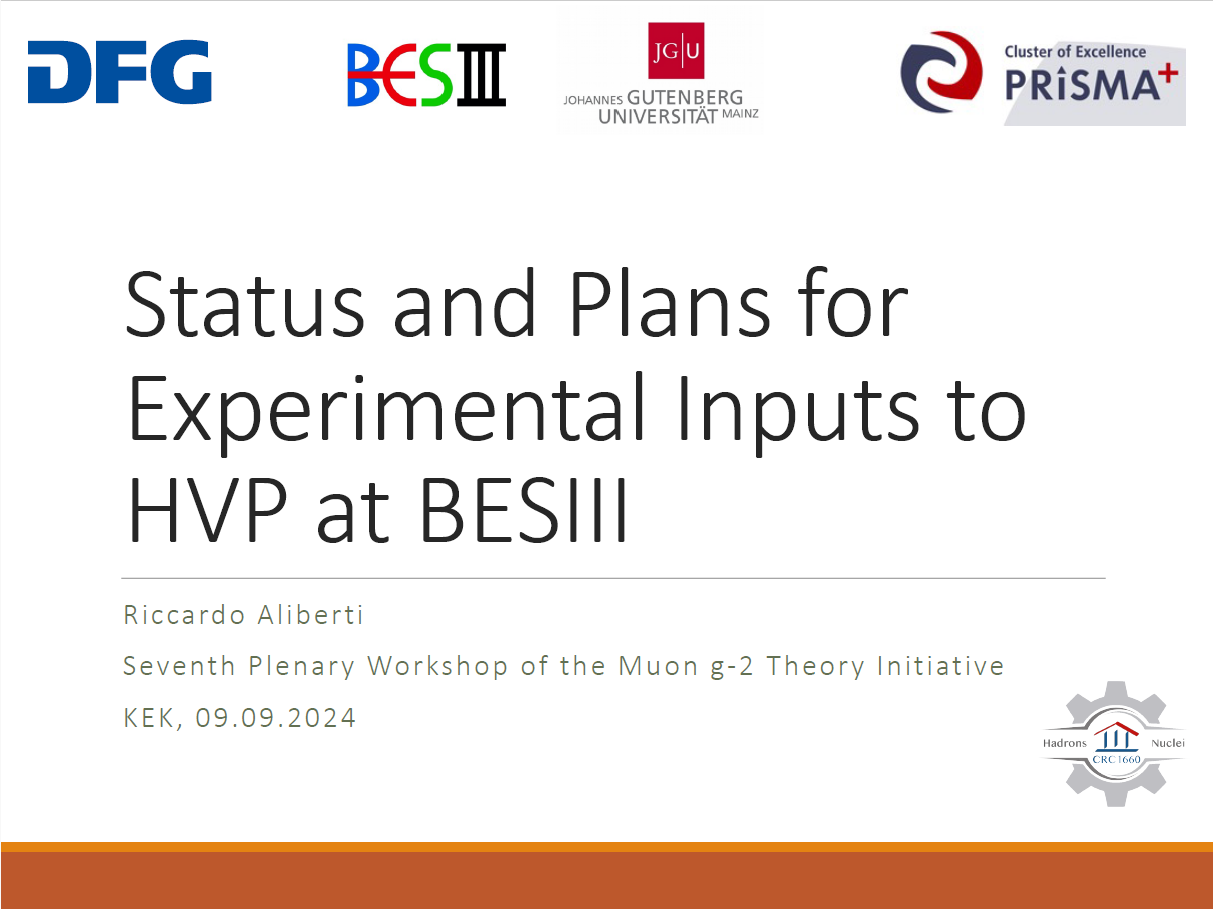 DFG
BESIII
JG|U
JOHANNES GUTENBERG
UNIVERSITÄT MAINZ
Cluster of Excellence
PRiSMA+
Status and Plans for
Experimental Inputs to
HVP at BESIII
Riccardo Aliberti
Seventh Plenary Workshop of the Muon g-2 Theory Initiative
KEK, 09.09.2024
Hadrons Nuclei
CRC1660